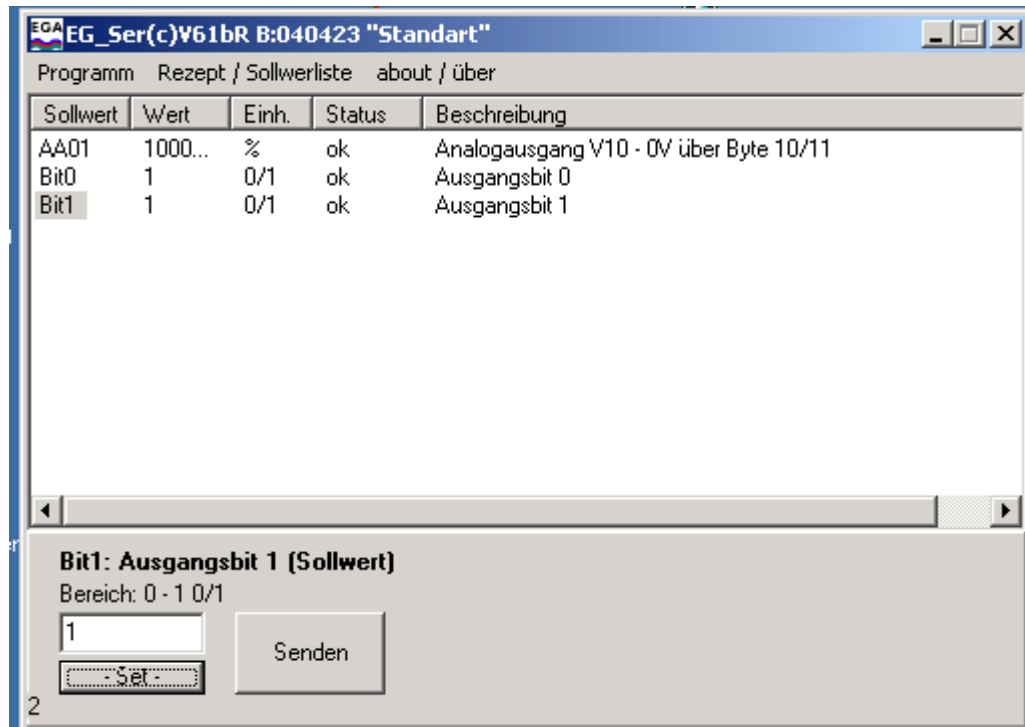 EGA EG_Ser(c)V61bR B:040423 "Standart"
Programm Rezept / Sollwerliste about / über
Sollwert Wert Einh. Status Beschreibung
AA01 1000... % ok Analogausgang V10 - 0V über Byte 10/11
Bit0 1 0/1 ok Ausgangsbit 0
Bit1 1 0/1 ok Ausgangsbit 1
Bit1: Ausgangsbit 1 (Sollwert)
Bereich: 0 - 1 0/1
1
Senden
- Set -
2